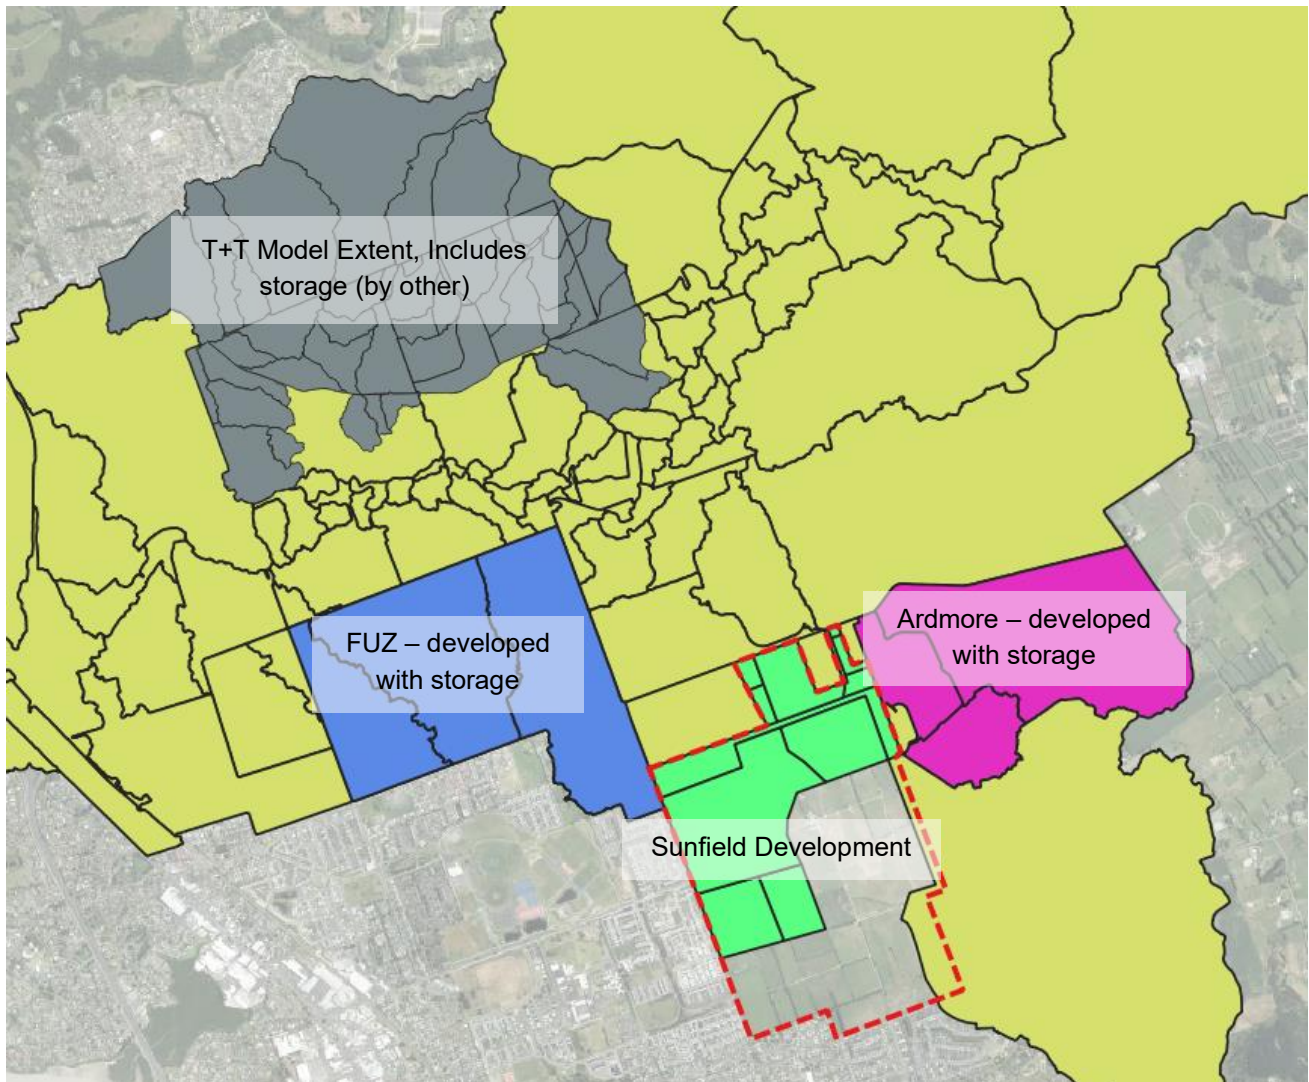 T+T Model Extent, Includes
storage (by other)
Ardmore – developed
with storage
FUZ – developed
with storage
Sunfield Development